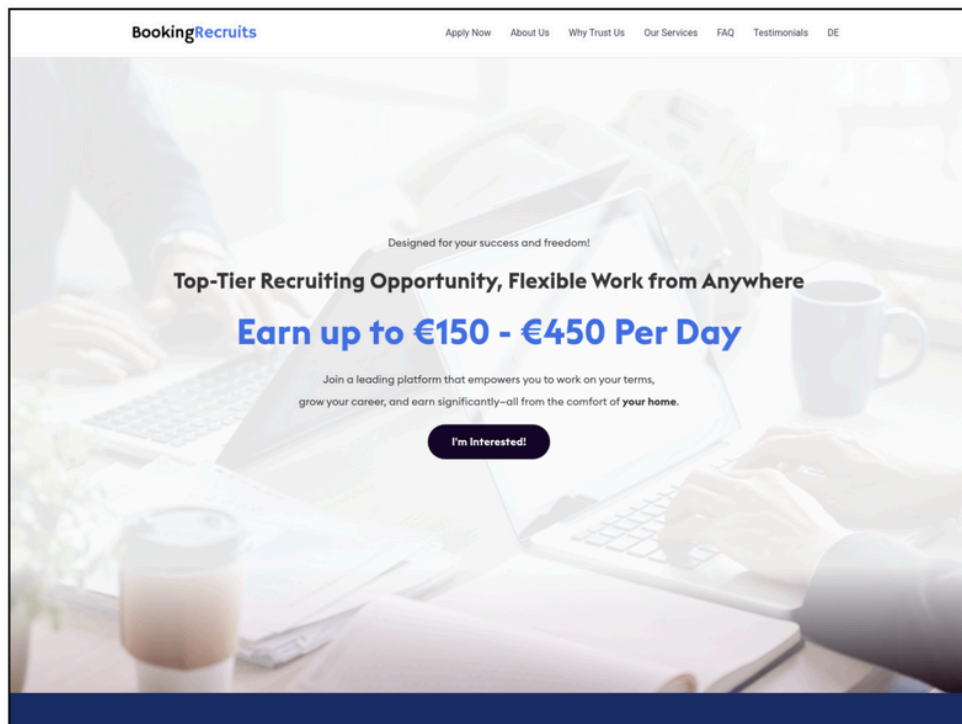 BookingRecruits
Apply Now About Us Why Trust Us Our Services FAQ Testimonials DE
Designed for your success and freedom!
Top-Tier Recruiting Opportunity, Flexible Work from Anywhere
Earn up to €150 - €450 Per Day
Join a leading platform that empowers you to work on your terms,
grow your career, and earn significantly—all from the comfort of your home.
I'm Interested!